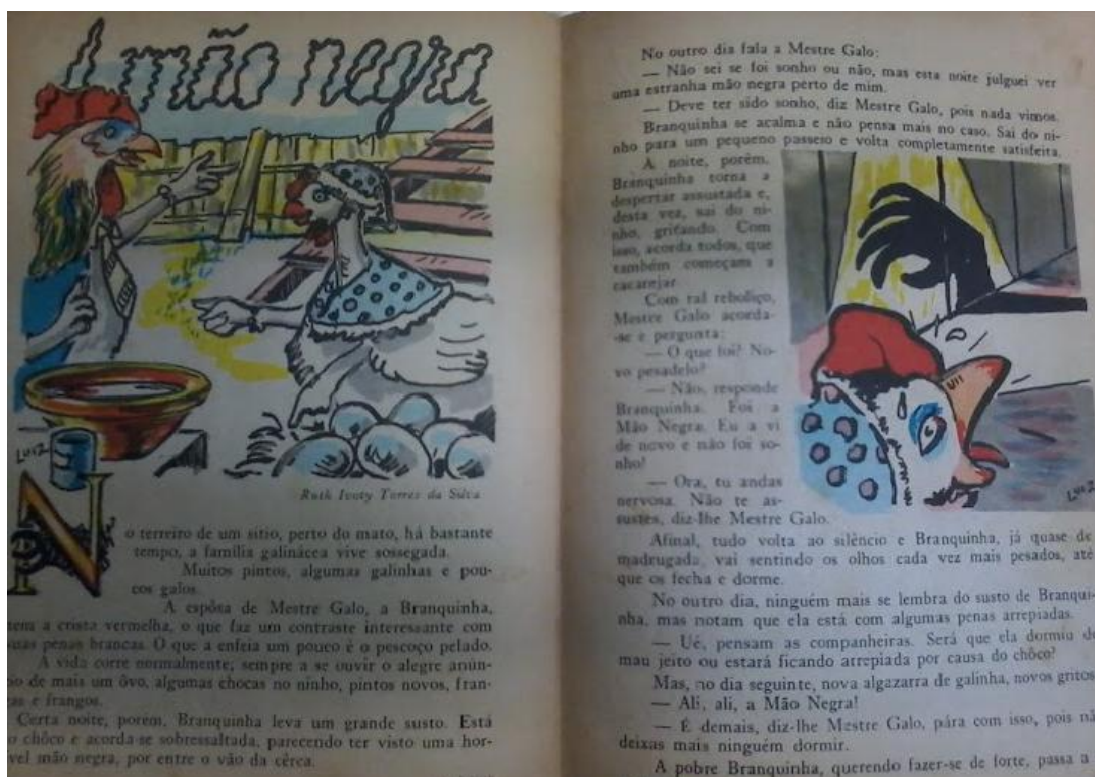 A mão negra
LUIZ
Ruth Ivoty Torres da Silva
No terreiro de um sítio, perto do mato, há bastante
tempo, a família galinácea vive sossegada.
Muitos pintos, algumas galinhas e pou-
cos galos.
A espôsa de Mestre Galo, a Branquinha,
tem a crista vermelha, o que faz um contraste interessante com
suas penas brancas. O que a enfeia um pouco é o pescoço pelado.
A vida corre normalmente, sempre a se ouvir o alegre anún-
cio de mais um ôvo, algumas chocas no ninho, pintos novos, fran-
gas e frangos.
Certa noite, porém, Branquinha leva um grande susto. Está
no chôco e acorda-se sobressaltada, parecendo ter visto uma hor-
vel mão negra, por entre o vão da cêrca.
No outro dia fala a Mestre Galo:
— Não sei se foi sonho ou não, mas esta noite julguei ver
uma estranha mão negra perto de mim.
— Deve ter sido sonho, diz Mestre Galo, pois nada vimos.
Branquinha se acalma e não pensa mais no caso. Sai do ni-
nho para um pequeno passeio e volta completamente satisfeita.
À noite, porém,
Branquinha torna a
despertar assustada e,
desta vez, sai do ni-
nho, gritando. Com
isso, acorda todos, que
também começam a
cacarejar.
Com tal reboliço,
Mestre Galo acorda-
-se e pergunta:
— O que foi? No-
vo pesadelo?
— Não, responde
Branquinha. Foi a
Mão Negra. Eu a vi
de novo e não foi so-
nho!
— Ora, tu andas
nervosa. Não te as-
sustes, diz-lhe Mestre Galo.
LUIZ
Afinal, tudo volta ao silêncio e Branquinha, já quase de
madrugada, vai sentindo os olhos cada vez mais pesados, até
que os fecha e dorme.
No outro dia, ninguém mais se lembra do susto de Branqui-
nha, mas notam que ela está com algumas penas arrepiadas.
— Ué, pensam as companheiras. Será que ela dormiu de
mau jeito ou estará ficando arrepiada por causa do chôco?
Mas, no dia seguinte, nova algazarra de galinha, novos gritos
— Ali, ali, a Mão Negra!
— É demais, diz-lhe Mestre Galo, pára com isso, pois nã
deixas mais ninguém dormir.
A pobre Branquinha, querendo fazer-se de forte, passa a